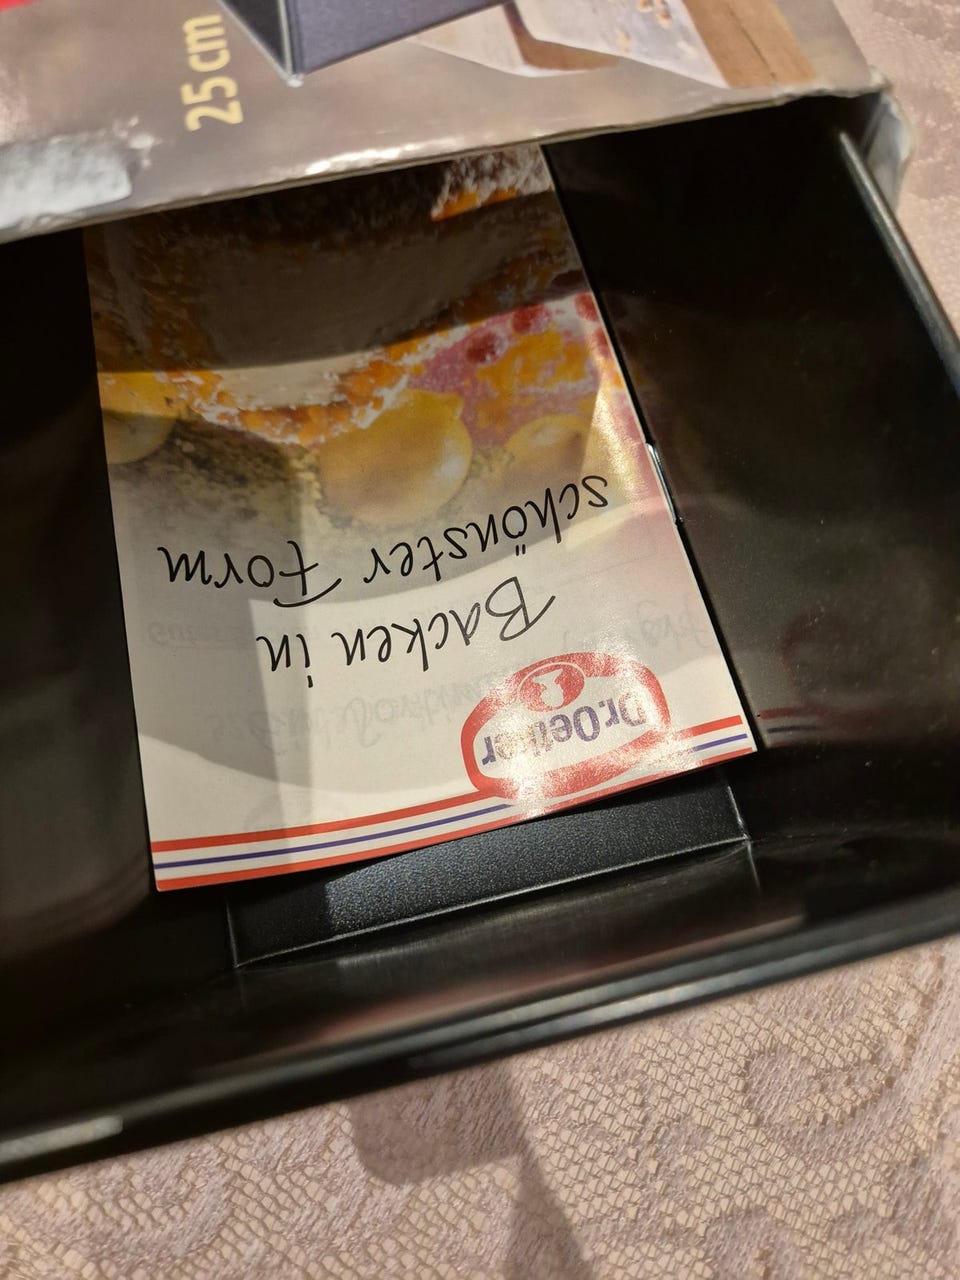 25 cm
Dr. Oetker
Backen in
schönster Form